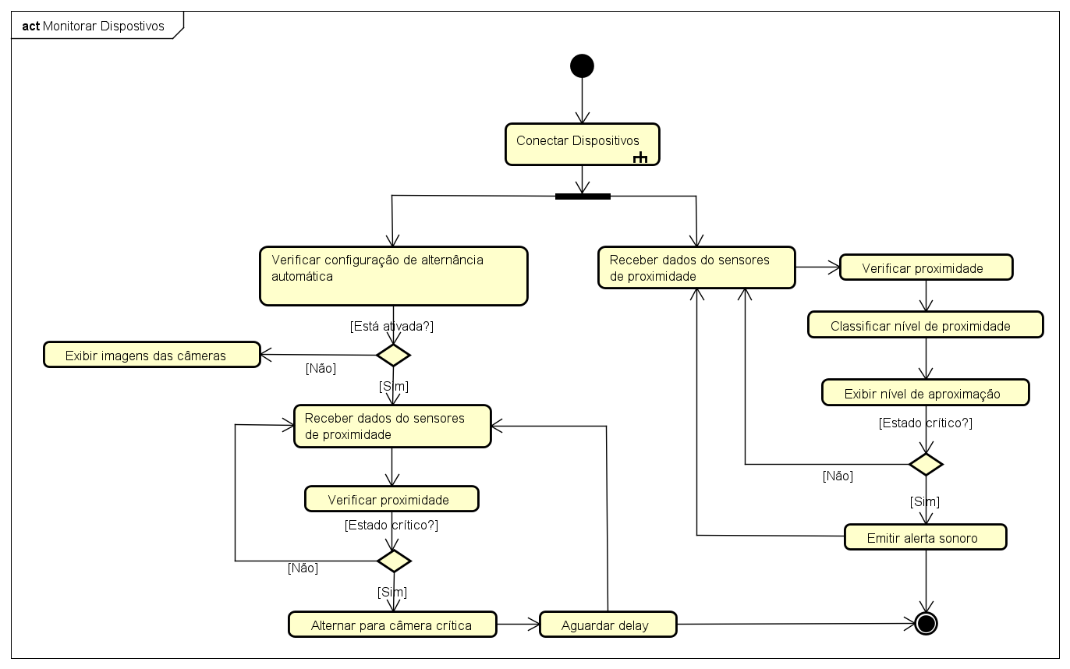 act Monitorar Dispostivos
Conectar Dispositivos
Verificar configuração de alternância
automática
[Está ativada?]
Exibir imagens das câmeras
[Não]
[Sim]
Receber dados do sensores
de proximidade
Verificar proximidade
[Estado crítico?]
[Não]
[Sim]
Alternar para câmera crítica
Aguardar delay
Receber dados do sensores
de proximidade
Verificar proximidade
Classificar nível de proximidade
Exibir nível de aproximação
[Estado crítico?]
[Não]
[Sim]
Emitir alerta sonoro